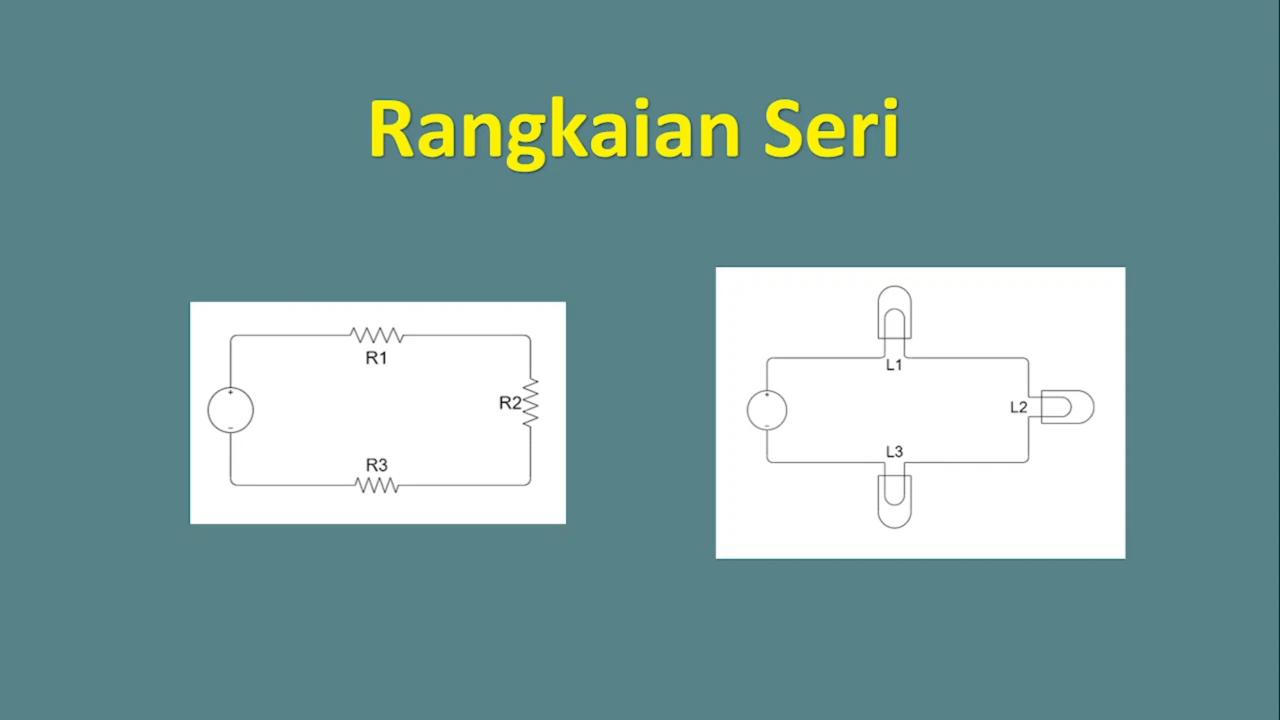 Rangkaian Seri
R1
R2
R3
+
-
L1
L2
L3
+
-